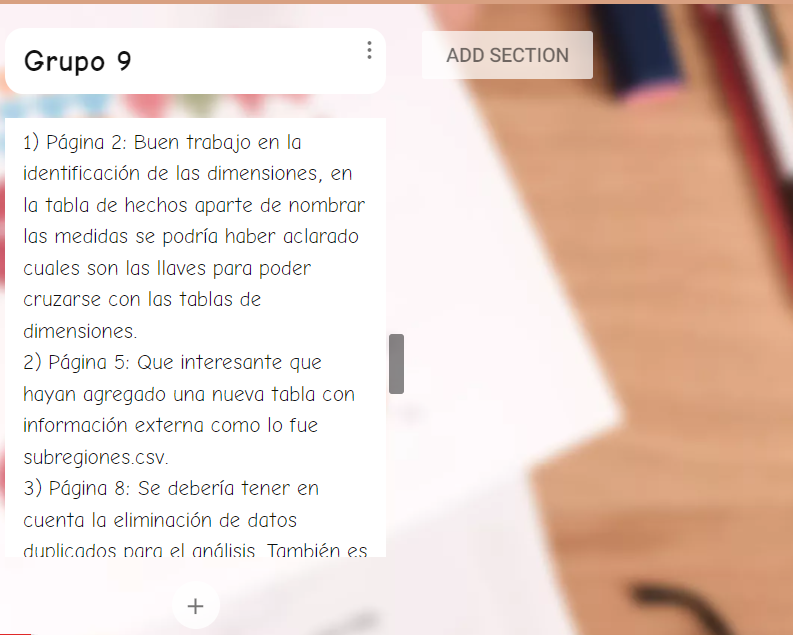 Grupo 9
ADD SECTION
1) Página 2: Buen trabajo en la
identificación de las dimensiones, en
la tabla de hechos aparte de nombrar
las medidas se podría haber aclarado
cuales son las llaves para poder
cruzarse con las tablas de
dimensiones.
2) Página 5: Que interesante que
hayan agregado una nueva tabla con
información externa como lo fue
subregiones.csv.
3) Página 8: Se debería tener en
cuenta la eliminación de datos
duplicados para el análisis. También es